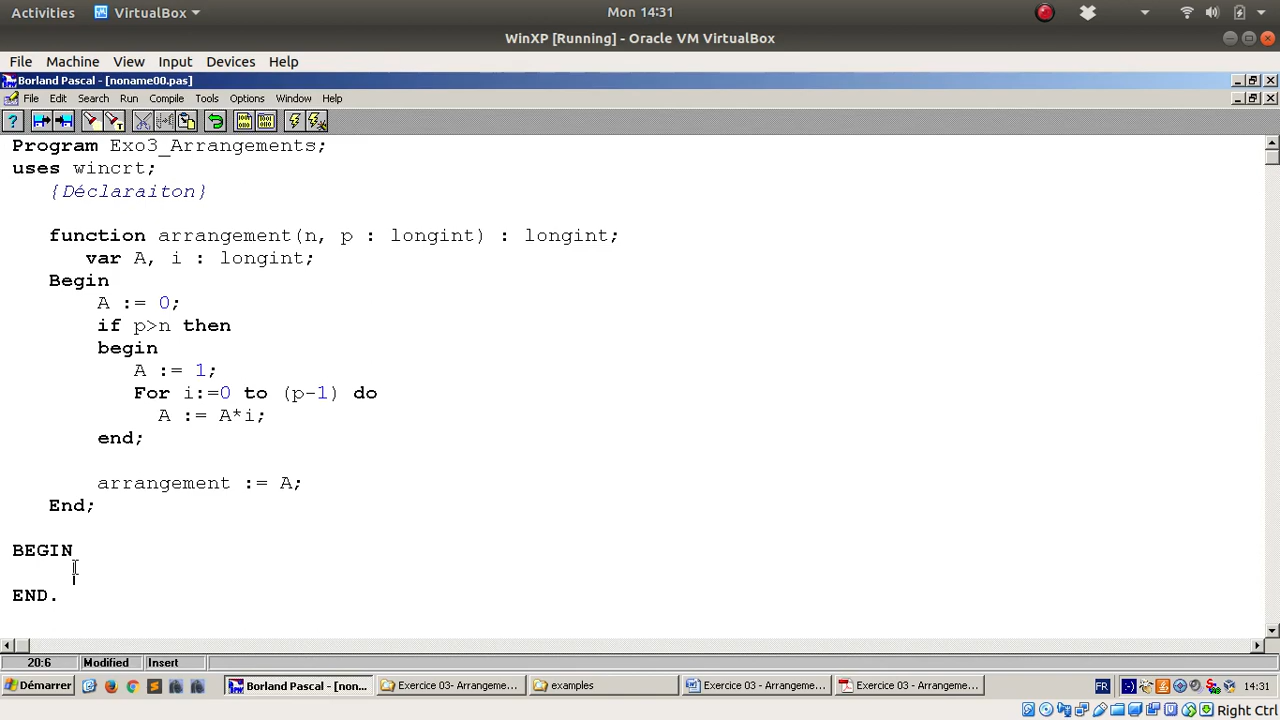 Activities VirtualBox Mon 14:31
WinXP [Running] - Oracle VM VirtualBox
File Machine View Input Devices Help
Borland Pascal - [noname00.pas]
File Edit Search Run Compile Tools Options Window Help
Program Exo3_Arrangements;
uses wincrt;
{Déclaraiton}
function arrangement(n, p : longint) : longint;
var A, i : longint;
Begin
A := 0;
if p>n then
begin
A := 1;
For i:=0 to (p-1) do
A := A*i;
end;
arrangement := A;
End;
BEGIN
END.
20:6 Modified Insert
Démarrer Borland Pascal - [non... Exercice 03- Arrangeme... examples Exercice 03 - Arrangeme... Exercice 03 - Arrangeme... FR 14:31
Right Ctrl